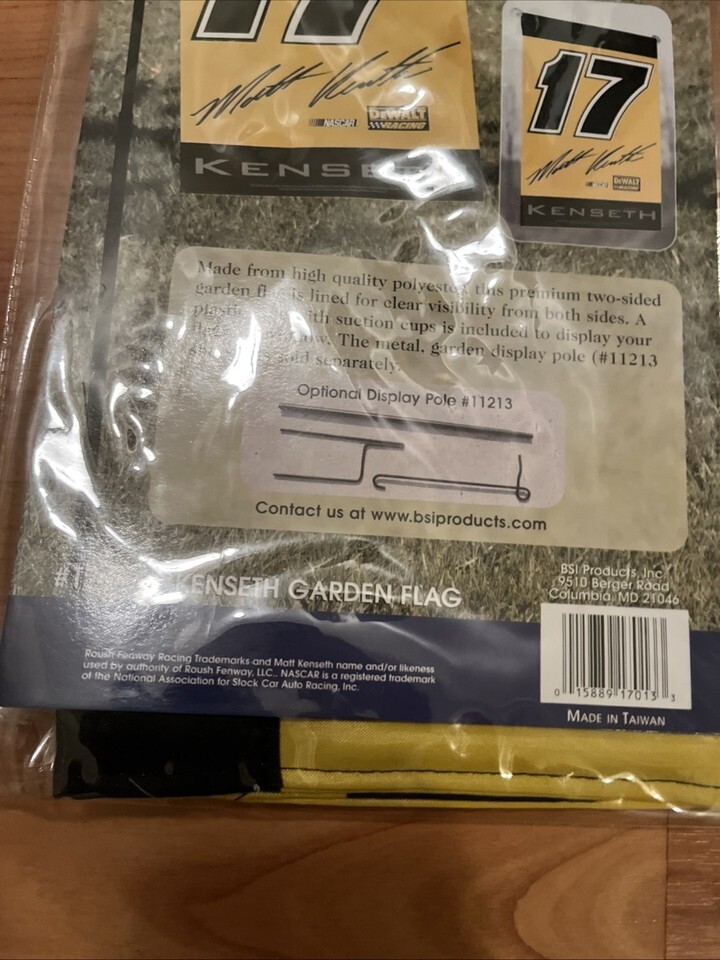 17
17
Matt Kenseth
NASCAR
DEWALT
RACING
KENSE
Matt Kenseth
DEWALT
RACING
KENSETH
Made from high quality polyester, this premium two-sided
garden is lined for clear visibility from both sides. A
with suction cups is included to display your
The metal, garden display pole (#11213
sold separately.
Optional Display Pole #11213
Contact us at www.bsiproducts.com
KENSETH GARDEN FLAG
BSI Products, Inc.
9510 Berger Road
Columbia, MD 21046
Roush Fenway Racing Trademarks and Matt Kenseth name and/or likeness
used by authority of Roush Fenway, LLC.. NASCAR is a registered trademark
of the National Association for Stock Car Auto Racing, Inc.
0 15889 17013 3
MADE IN TAIWAN